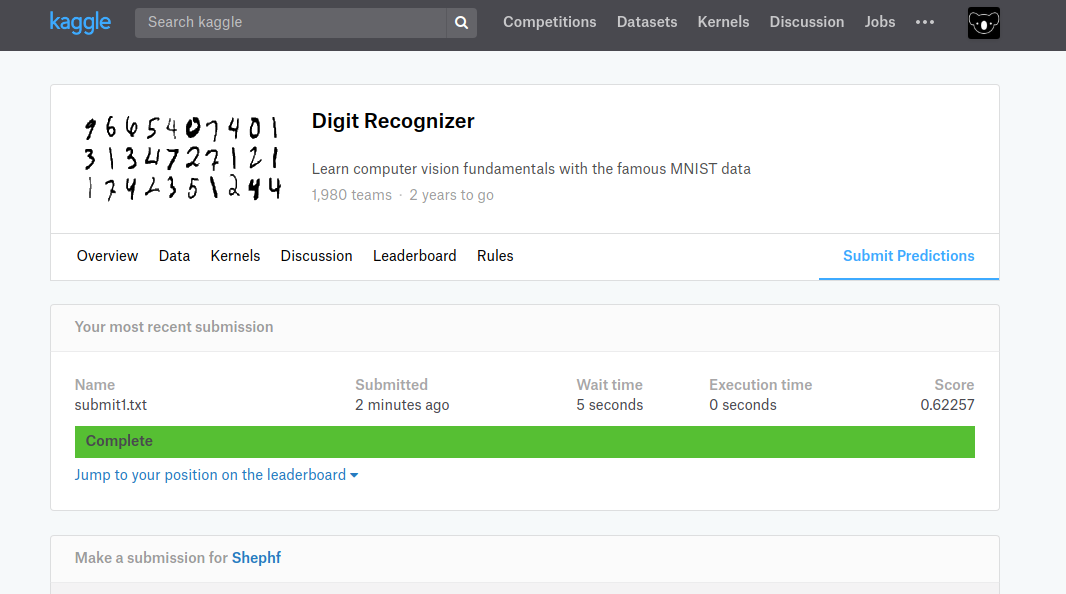 kaggle Search kaggle Competitions Datasets Kernels Discussion Jobs •••
9 6 6 5 4 0 7 4 0 1
3 1 3 4 7 2 7 1 2 1
1 7 4 2 3 5 1 2 4 4
Digit Recognizer
Learn computer vision fundamentals with the famous MNIST data
1,980 teams · 2 years to go
Overview Data Kernels Discussion Leaderboard Rules Submit Predictions
Your most recent submission
Name Submitted Wait time Execution time Score
submit1.txt 2 minutes ago 5 seconds 0 seconds 0.62257
Complete
Jump to your position on the leaderboard
Make a submission for Shephf